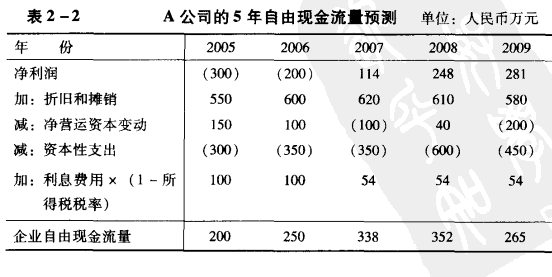 表 2-2 A 公司的 5 年自由现金流量预测 单位：人民币万元
年 份 2005 2006 2007 2008 2009
净利润 (300) (200) 114 248 281
加：折旧和摊销 550 600 620 610 580
减：净营运资本变动 150 100 (100) 40 (200)
减：资本性支出 (300) (350) (350) (600) (450)
加：利息费用×（1-所 100 100 54 54 54
得税税率）
企业自由现金流量 200 250 338 352 265